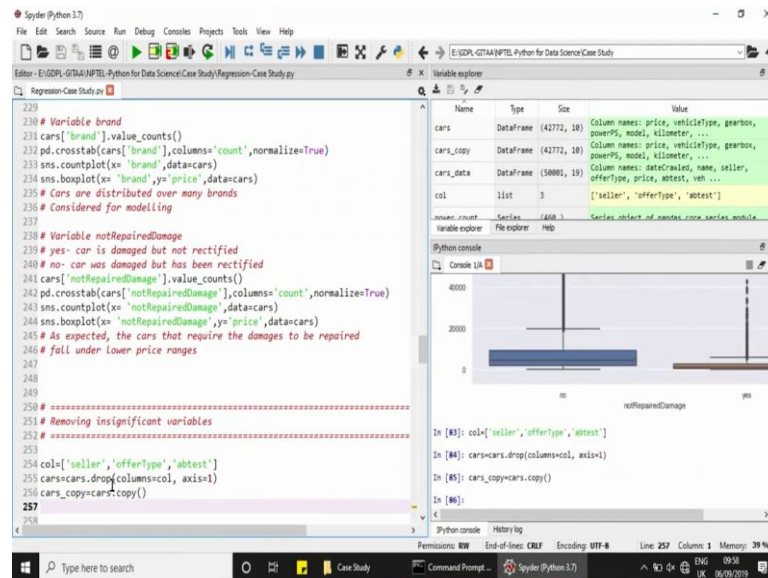 Spyder (Python 3.7)
File Edit Search Source Run Debug Consoles Projects Tools View Help
E:\GDPL-GITAA\NPTEL-Python for Data Science\Case Study
Editor - E:\GDPL-GITAA\NPTEL-Python for Data Science\Case Study\Regression-Case Study.py
Regression-Case Study.py
229
230 # Variable brand
231 cars['brand'].value_counts()
232 pd.crosstab(cars['brand'],columns='count',normalize=True)
233 sns.countplot(x= 'brand',data=cars)
234 sns.boxplot(x= 'brand',y='price',data=cars)
235 # Cars are distributed over many brands
236 # Considered for modelling
237
238 # Variable notRepairedDamage
239 # yes- car is damaged but not rectified
240 # no- car was damaged but has been rectified
241 cars['notRepairedDamage'].value_counts()
242 pd.crosstab(cars['notRepairedDamage'],columns='count',normalize=True)
243 sns.countplot(x= 'notRepairedDamage',data=cars)
244 sns.boxplot(x= 'notRepairedDamage',y='price',data=cars)
245 # As expected, the cars that require the damages to be repaired
246 # fall under lower price ranges
247
248
249
250 # ================================================================
251 # Removing insignificant variables
252 # ================================================================
253
254 col=['seller','offerType','abtest']
255 cars=cars.drop(columns=col, axis=1)
256 cars_copy=cars.copy()
257
258
Variable explorer
Name Type Size Value
cars DataFrame (42772, 10) Column names: price, vehicleType, gearbox,
powerPS, model, kilometer, ...
cars_copy DataFrame (42772, 10) Column names: price, vehicleType, gearbox,
powerPS, model, kilometer, ...
cars_data DataFrame (50001, 19) Column names: dateCrawled, name, seller,
offerType, price, abtest, veh ...
col list 3 ['seller', 'offerType', 'abtest']
power_count Series (460,) Series object of pandas core series module
Variable explorer File explorer Help
IPython console
Console 1/A
40000
20000
0
no yes
notRepairedDamage
In [83]: col=['seller','offerType','abtest']
In [84]: cars=cars.drop(columns=col, axis=1)
In [85]: cars_copy=cars.copy()
In [86]:
IPython console History log
Permissions: RW End-of-lines: CRLF Encoding: UTF-8 Line: 257 Column: 1 Memory: 39 %
Type here to search
Case Study
Command Prompt ...
Spyder (Python 3.7)
ENG
UK
09:58
06/09/2019